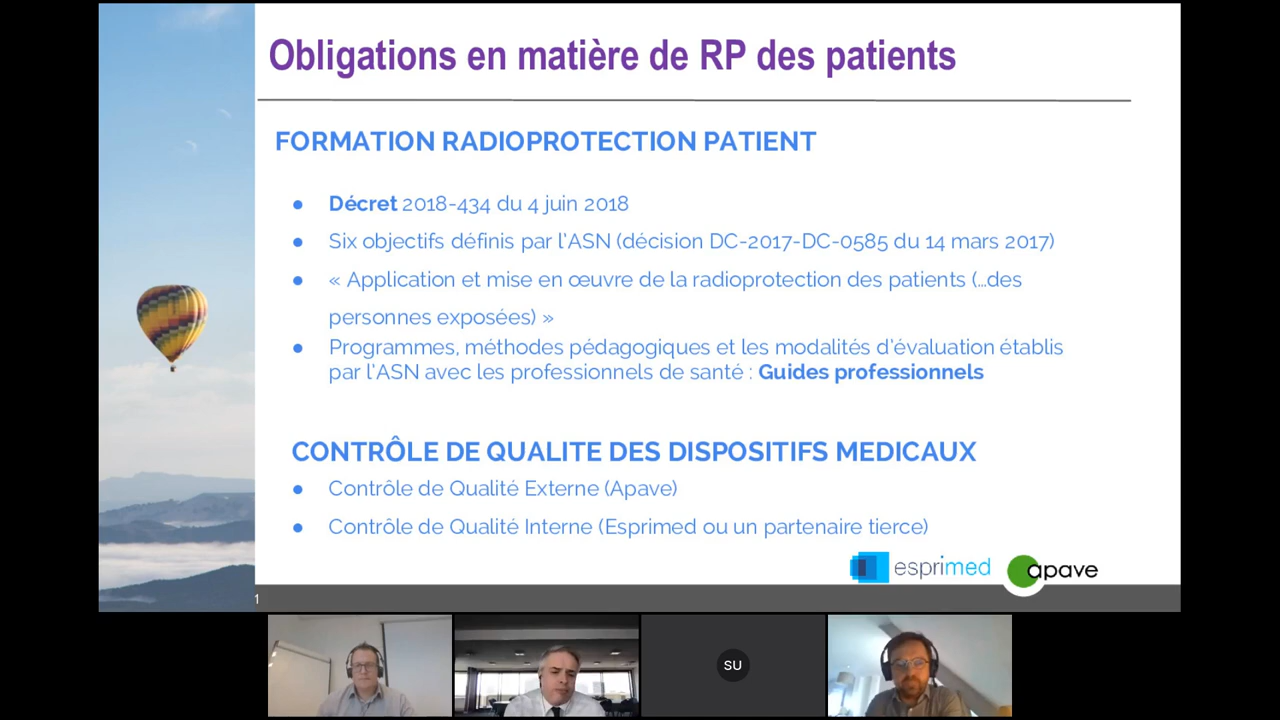 Obligations en matière de RP des patients
FORMATION RADIOPROTECTION PATIENT
● Décret 2018-434 du 4 juin 2018
● Six objectifs définis par l'ASN (décision DC-2017-DC-0585 du 14 mars 2017)
● « Application et mise en œuvre de la radioprotection des patients (…des
personnes exposées) »
● Programmes, méthodes pédagogiques et les modalités d'évaluation établis
par l'ASN avec les professionnels de santé : Guides professionnels
CONTRÔLE DE QUALITE DES DISPOSITIFS MEDICAUX
● Contrôle de Qualité Externe (Apave)
● Contrôle de Qualité Interne (Esprimed ou un partenaire tierce)
esprimed apave
1
SU